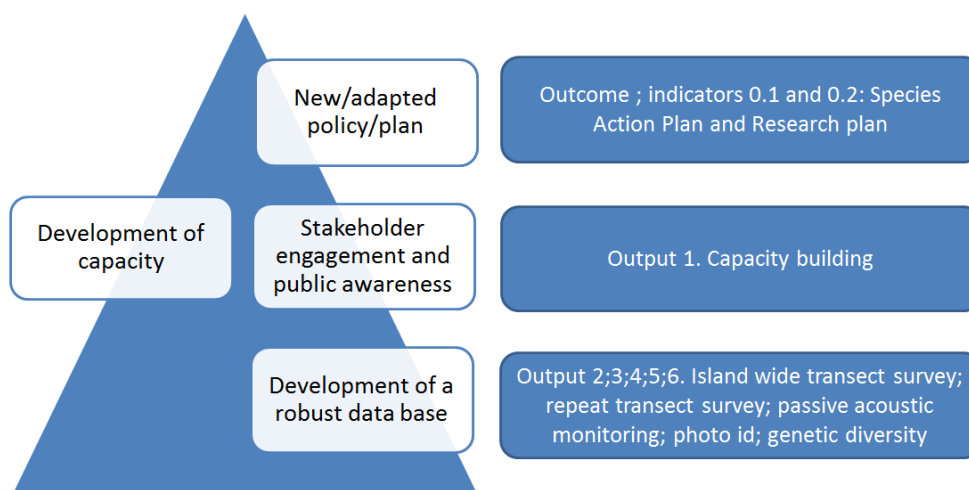 New/adapted
policy/plan
Outcome ; indicators 0.1 and 0.2: Species
Action Plan and Research plan
Development of
capacity
Stakeholder
engagement and
public awareness
Output 1. Capacity building
Development of a
robust data base
Output 2;3;4;5;6. Island wide transect survey;
repeat transect survey; passive acoustic
monitoring; photo id; genetic diversity